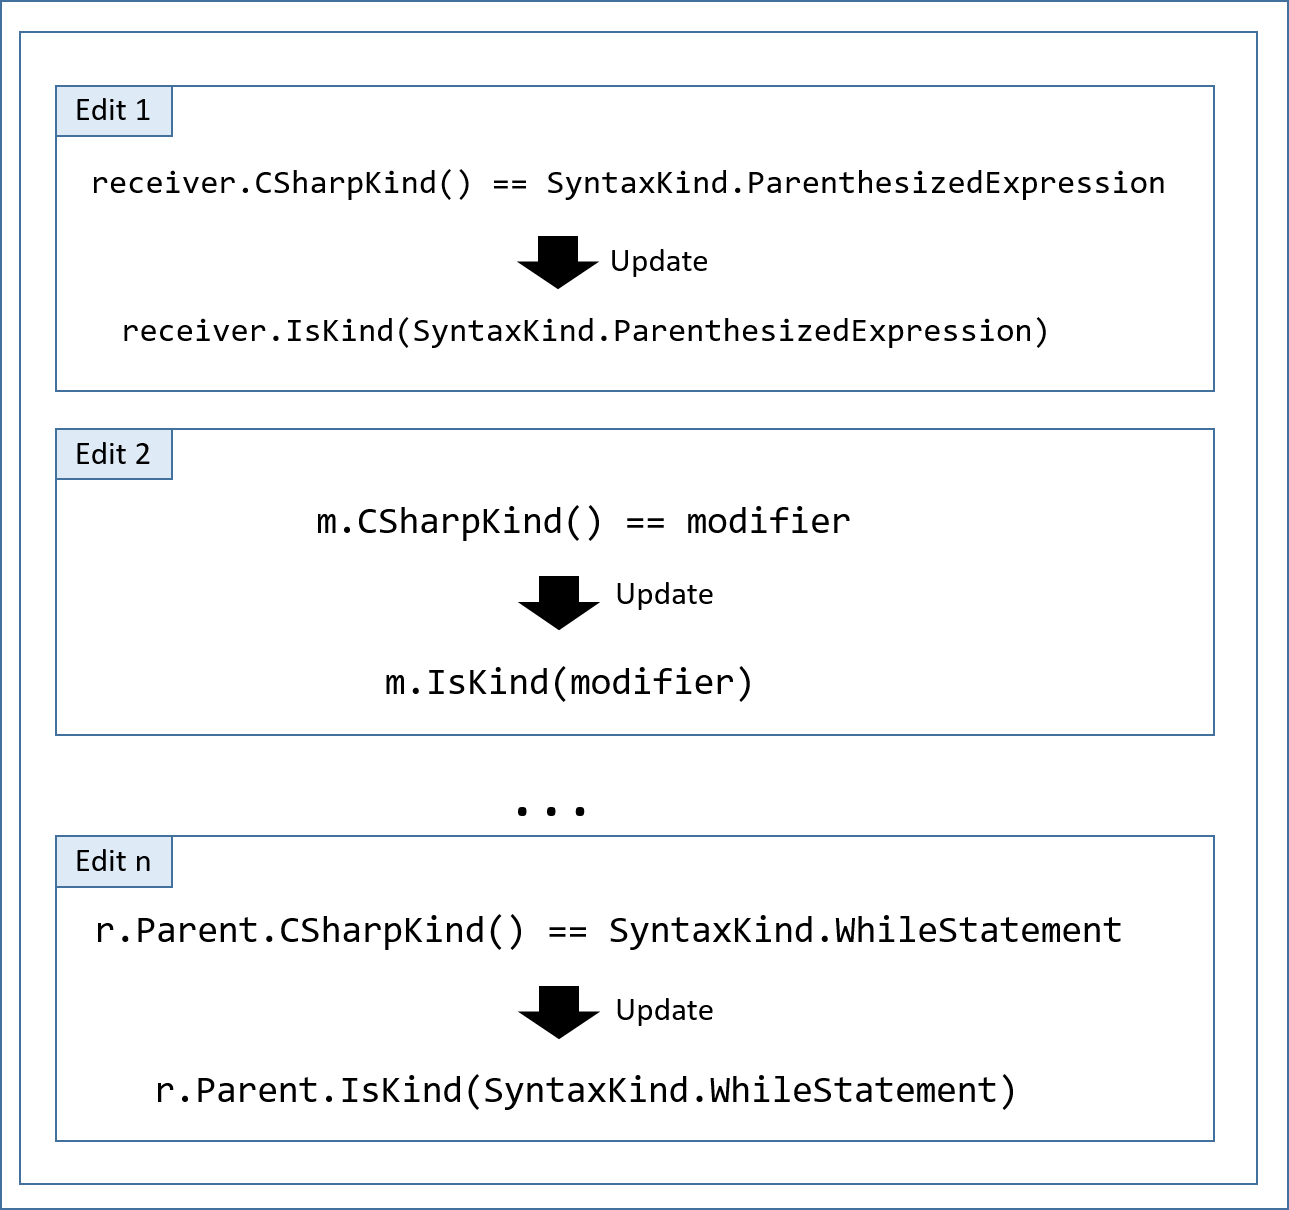 Edit 1
receiver.CSharpKind() == SyntaxKind.ParenthesizedExpression
Update
receiver.IsKind(SyntaxKind.ParenthesizedExpression)
Edit 2
m.CSharpKind() == modifier
Update
m.IsKind(modifier)
...
Edit n
r.Parent.CSharpKind() == SyntaxKind.WhileStatement
Update
r.Parent.IsKind(SyntaxKind.WhileStatement)